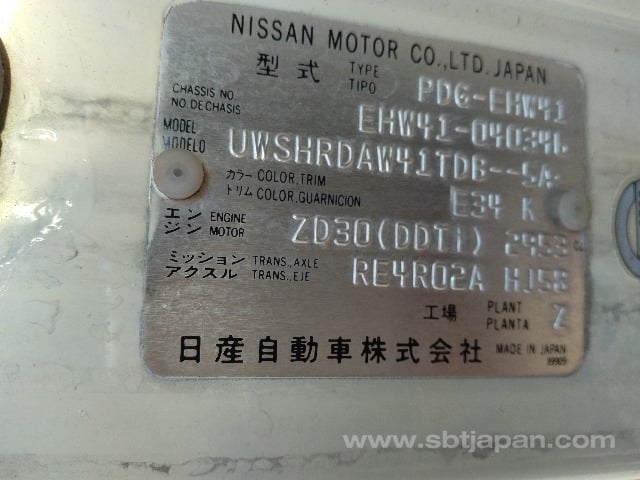 NISSAN MOTOR CO.,LTD. JAPAN
型式 TYPE TIPO PDG-EHW41
CHASSIS NO. NO.DE CHASIS EHW41-040346
MODEL MODELO UWSHRDAW41TDB--5A-
カラー COLOR,TRIM
トリム COLOR,GUARNICION E34 K
エンジン ENGINE MOTOR ZD30(DDTi) 2953
ミッション TRANS.,AXLE
アクスル TRANS.,EJE RE4R02A HJ58
工場 PLANT PLANTA Z
日産自動車株式会社 MADE IN JAPAN
www.sbtjapan.com